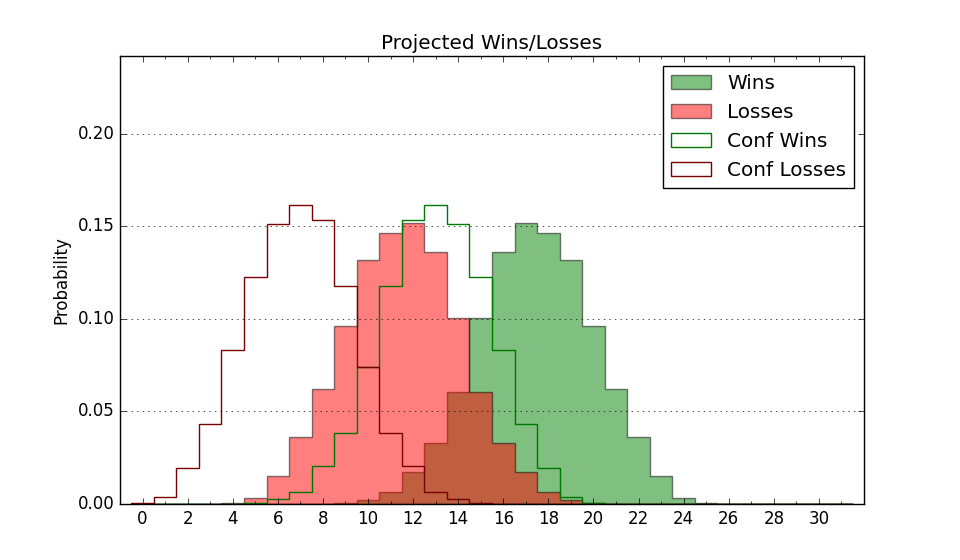 Projected Wins/Losses
Wins
Losses
Conf Wins
Conf Losses
Probability
0.20
0.15
0.10
0.05
0.00
0 2 4 6 8 10 12 14 16 18 20 22 24 26 28 30